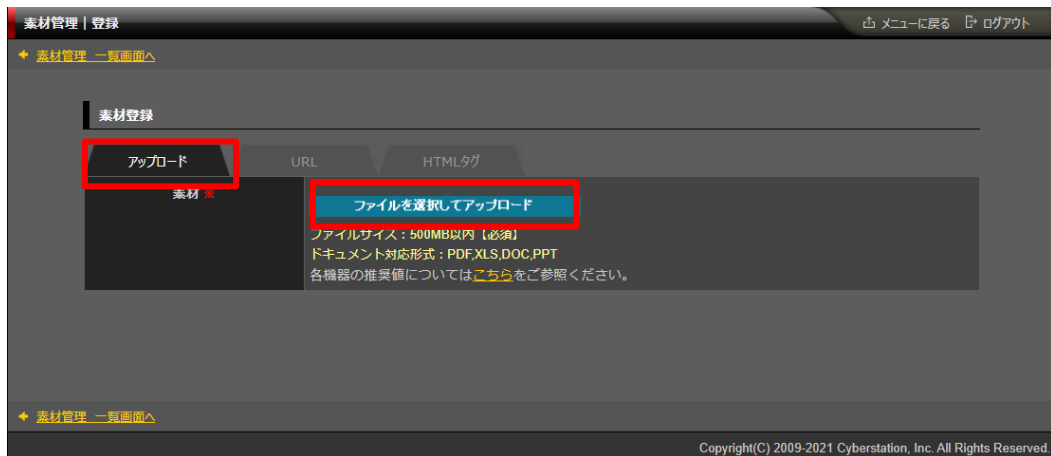 素材管理 | 登録
メニューに戻る ログアウト
素材管理 一覧画面へ
素材登録
アップロード URL HTMLタグ
素材 ※
ファイルを選択してアップロード
ファイルサイズ:500MB以内【必須】
ドキュメント対応形式:PDF,XLS,DOC,PPT
各機器の推奨値についてはこちらをご参照ください。
素材管理 一覧画面へ
Copyright(C) 2009-2021 Cyberstation, Inc. All Rights Reserved.